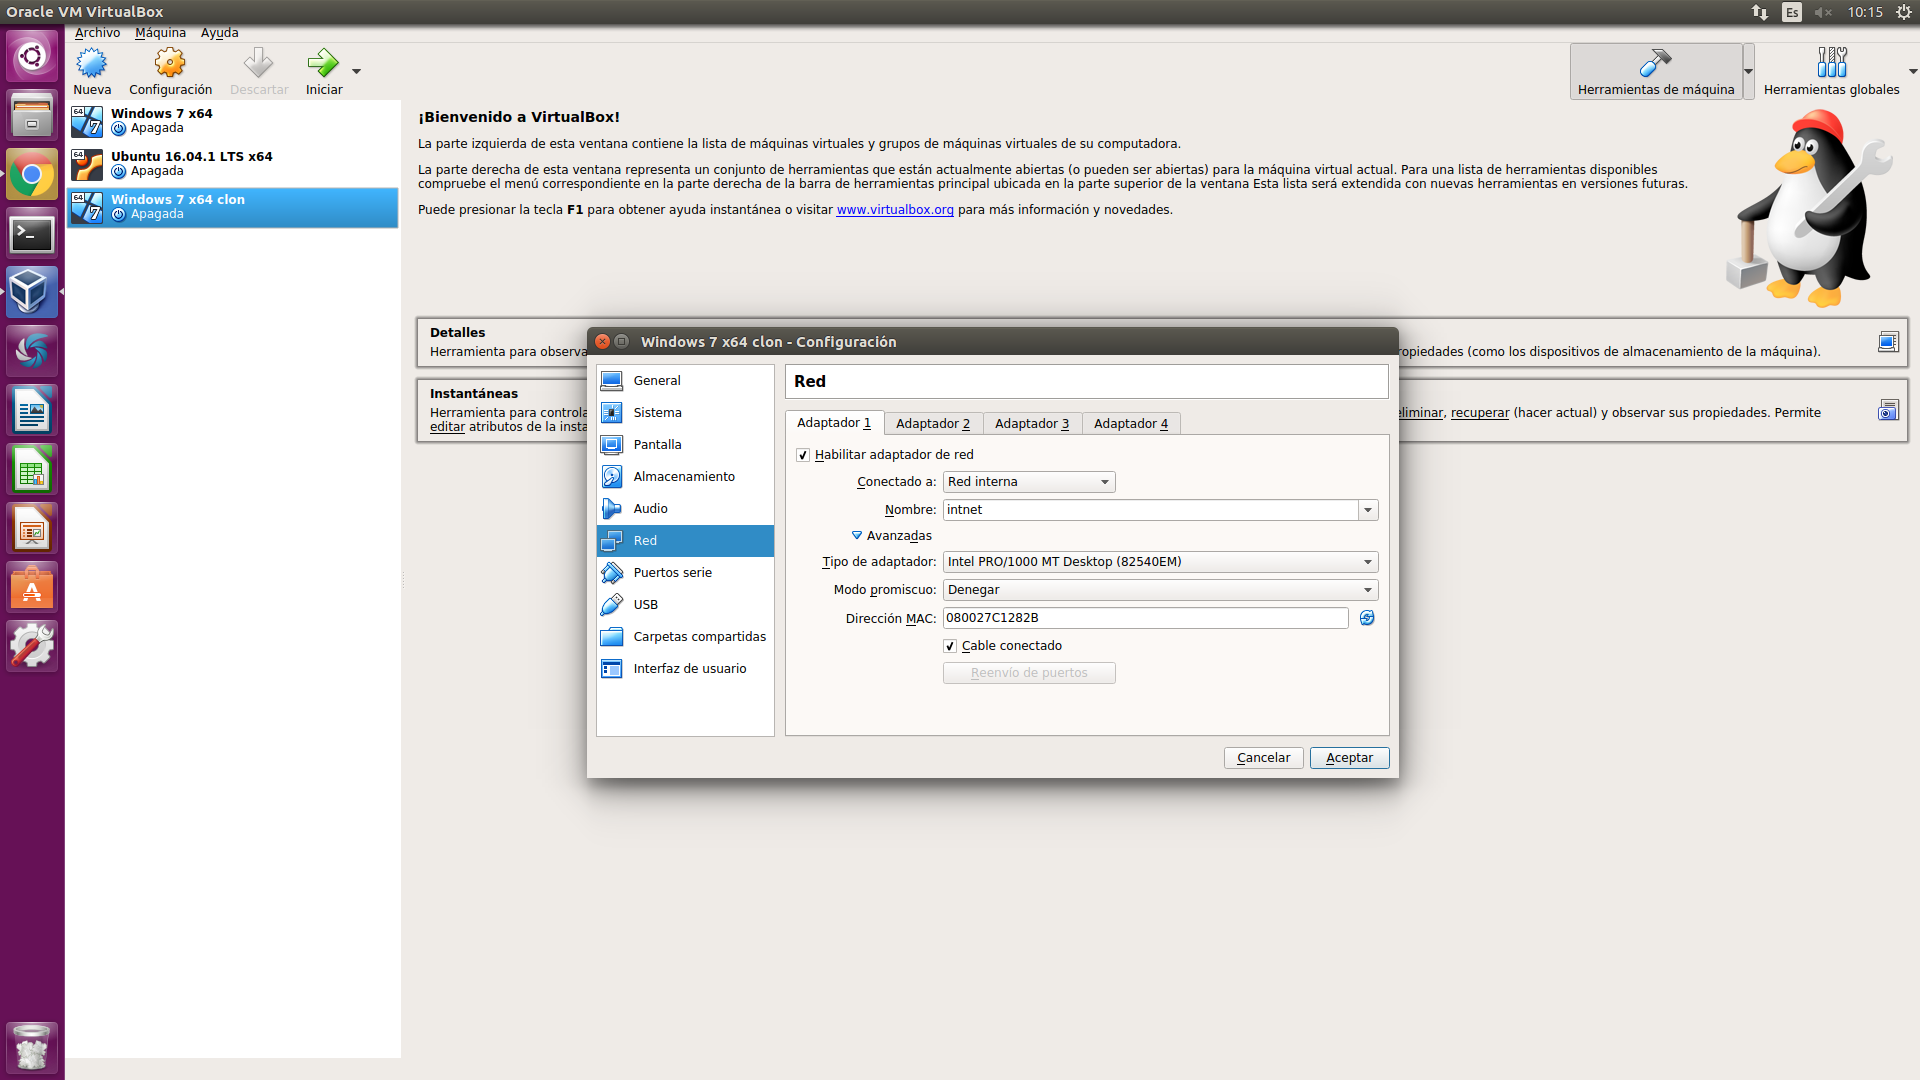 Oracle VM VirtualBox
Es
10:15
Archivo Máquina Ayuda
Nueva Configuración Descartar Iniciar
Herramientas de máquina Herramientas globales
64 7
Windows 7 x64
Apagada
64
Ubuntu 16.04.1 LTS x64
Apagada
64 7
Windows 7 x64 clon
Apagada
¡Bienvenido a VirtualBox!
La parte izquierda de esta ventana contiene la lista de máquinas virtuales y grupos de máquinas virtuales de su computadora.
La parte derecha de esta ventana representa un conjunto de herramientas que están actualmente abiertas (o pueden ser abiertas) para la máquina virtual actual. Para una lista de herramientas disponibles
compruebe el menú correspondiente en la parte derecha de la barra de herramientas principal ubicada en la parte superior de la ventana Esta lista será extendida con nuevas herramientas en versiones futuras.
Puede presionar la tecla F1 para obtener ayuda instantánea o visitar www.virtualbox.org para más información y novedades.
Detalles
Herramienta para observa
opiedades (como los dispositivos de almacenamiento de la máquina).
Instantáneas
Herramienta para controla
eliminar, recuperar (hacer actual) y observar sus propiedades. Permite
editar atributos de la insta
Windows 7 x64 clon - Configuración
General
Sistema
Pantalla
Almacenamiento
Audio
Red
Puertos serie
USB
Carpetas compartidas
Interfaz de usuario
Red
Adaptador 1 Adaptador 2 Adaptador 3 Adaptador 4
Habilitar adaptador de red
Conectado a: Red interna
Nombre: intnet
Avanzadas
Tipo de adaptador: Intel PRO/1000 MT Desktop (82540EM)
Modo promiscuo: Denegar
Dirección MAC: 080027C1282B
Cable conectado
Reenvío de puertos
Cancelar Aceptar